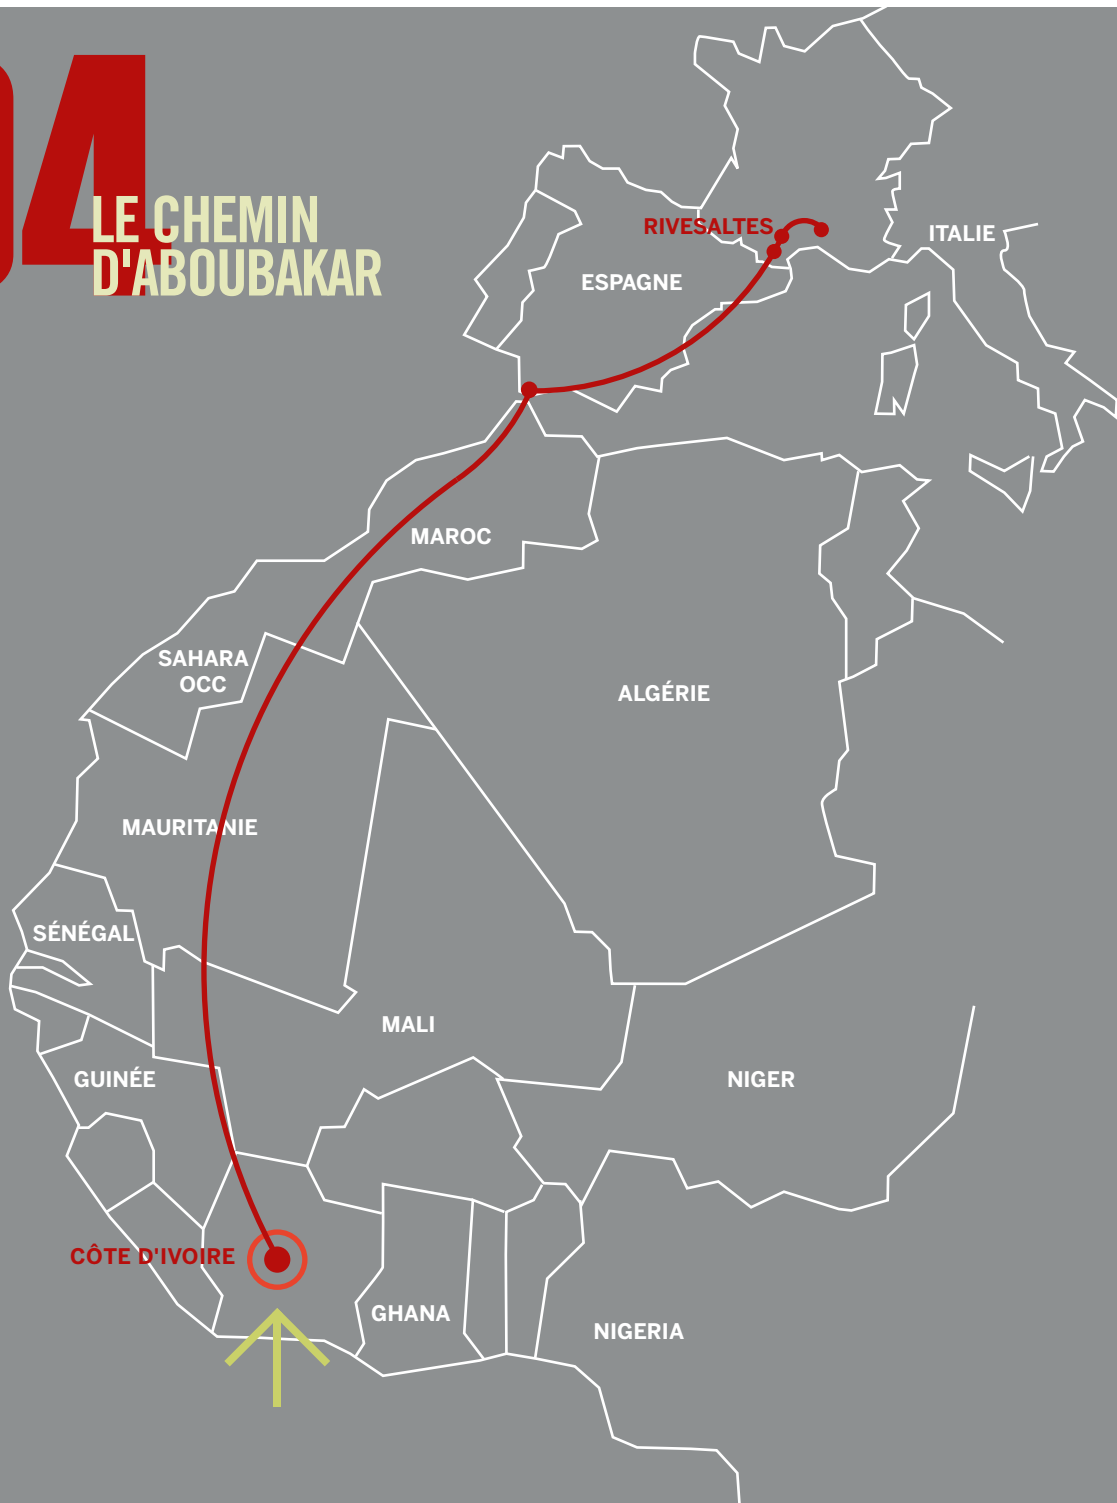 04
LE CHEMIN
D'ABOUBAKAR
RIVESALTES
ITALIE
ESPAGNE
MAROC
SAHARA
OCC
ALGÉRIE
MAURITANIE
SÉNÉGAL
MALI
GUINÉE
NIGER
CÔTE D'IVOIRE
GHANA
NIGERIA